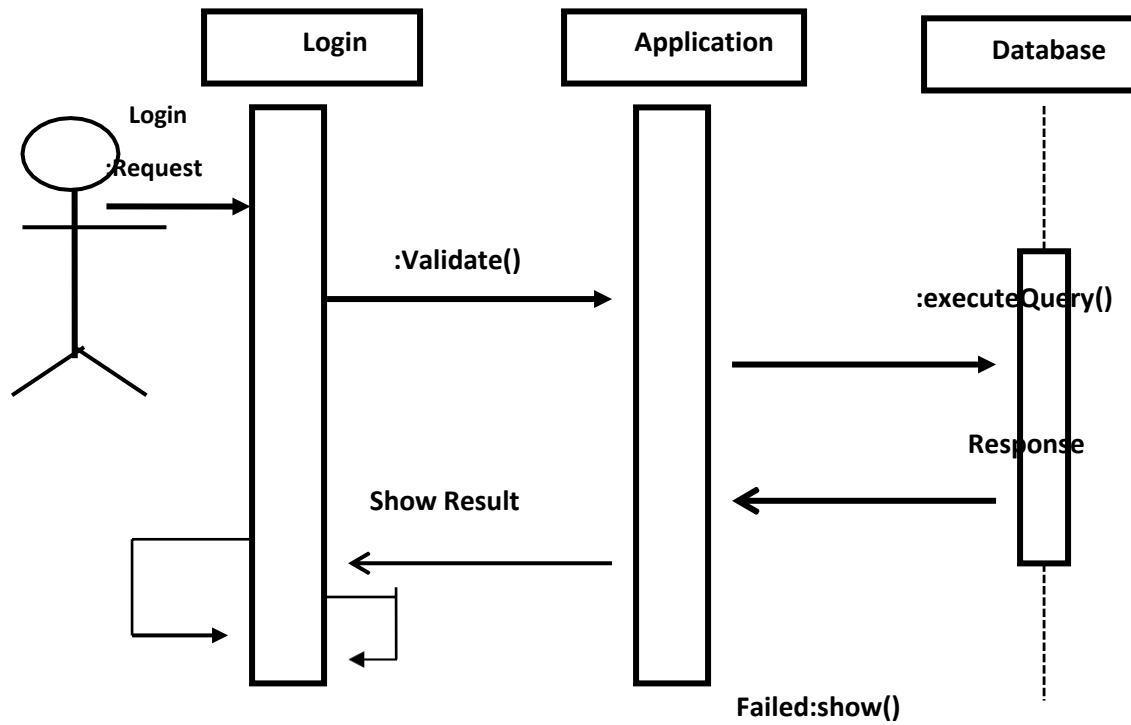 Login
Application
Database
Login
:Request
:Validate()
:executeQuery()
Response
Show Result
Failed:show()